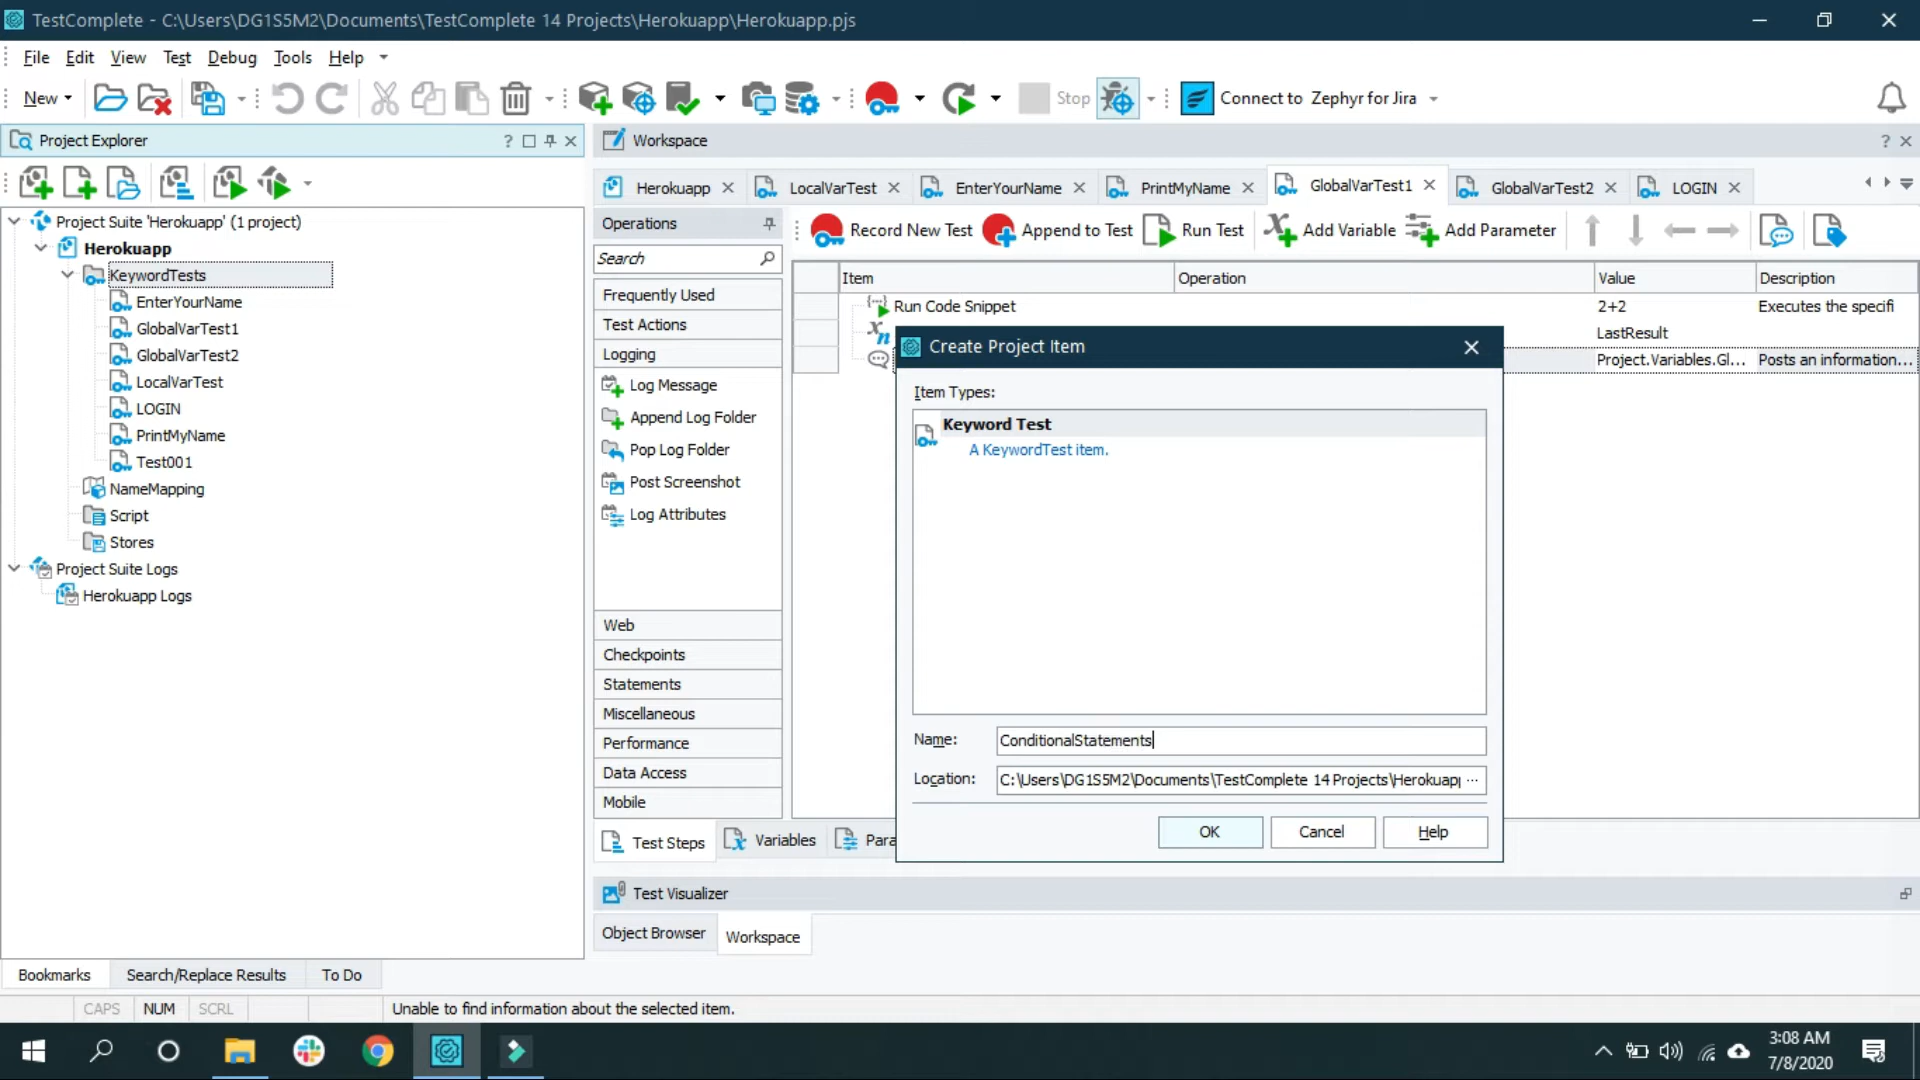 TestComplete - C:\Users\DG1S5M2\Documents\TestComplete 14 Projects\Herokuapp\Herokuapp.pjs
File Edit View Test Debug Tools Help
New Stop Connect to Zephyr for Jira
Project Explorer
Project Suite 'Herokuapp' (1 project)
Herokuapp
KeywordTests
EnterYourName
GlobalVarTest1
GlobalVarTest2
LocalVarTest
LOGIN
PrintMyName
Test001
NameMapping
Script
Stores
Project Suite Logs
Herokuapp Logs
Workspace
Herokuapp LocalVarTest EnterYourName PrintMyName GlobalVarTest1 GlobalVarTest2 LOGIN
Operations
Search
Frequently Used
Test Actions
Logging
Log Message
Append Log Folder
Pop Log Folder
Post Screenshot
Log Attributes
Web
Checkpoints
Statements
Miscellaneous
Performance
Data Access
Mobile
Record New Test Append to Test Run Test Add Variable Add Parameter
Item Operation Value Description
Run Code Snippet 2+2 Executes the specifi
LastResult
Project.Variables.Gl... Posts an information...
Create Project Item
Item Types:
Keyword Test
A KeywordTest item.
Name: ConditionalStatements
Location: C:\Users\DG1S5M2\Documents\TestComplete 14 Projects\Herokuapp ...
OK Cancel Help
Test Steps Variables Para
Test Visualizer
Object Browser Workspace
Bookmarks Search/Replace Results To Do
CAPS NUM SCRL Unable to find information about the selected item.
3:08 AM
7/8/2020